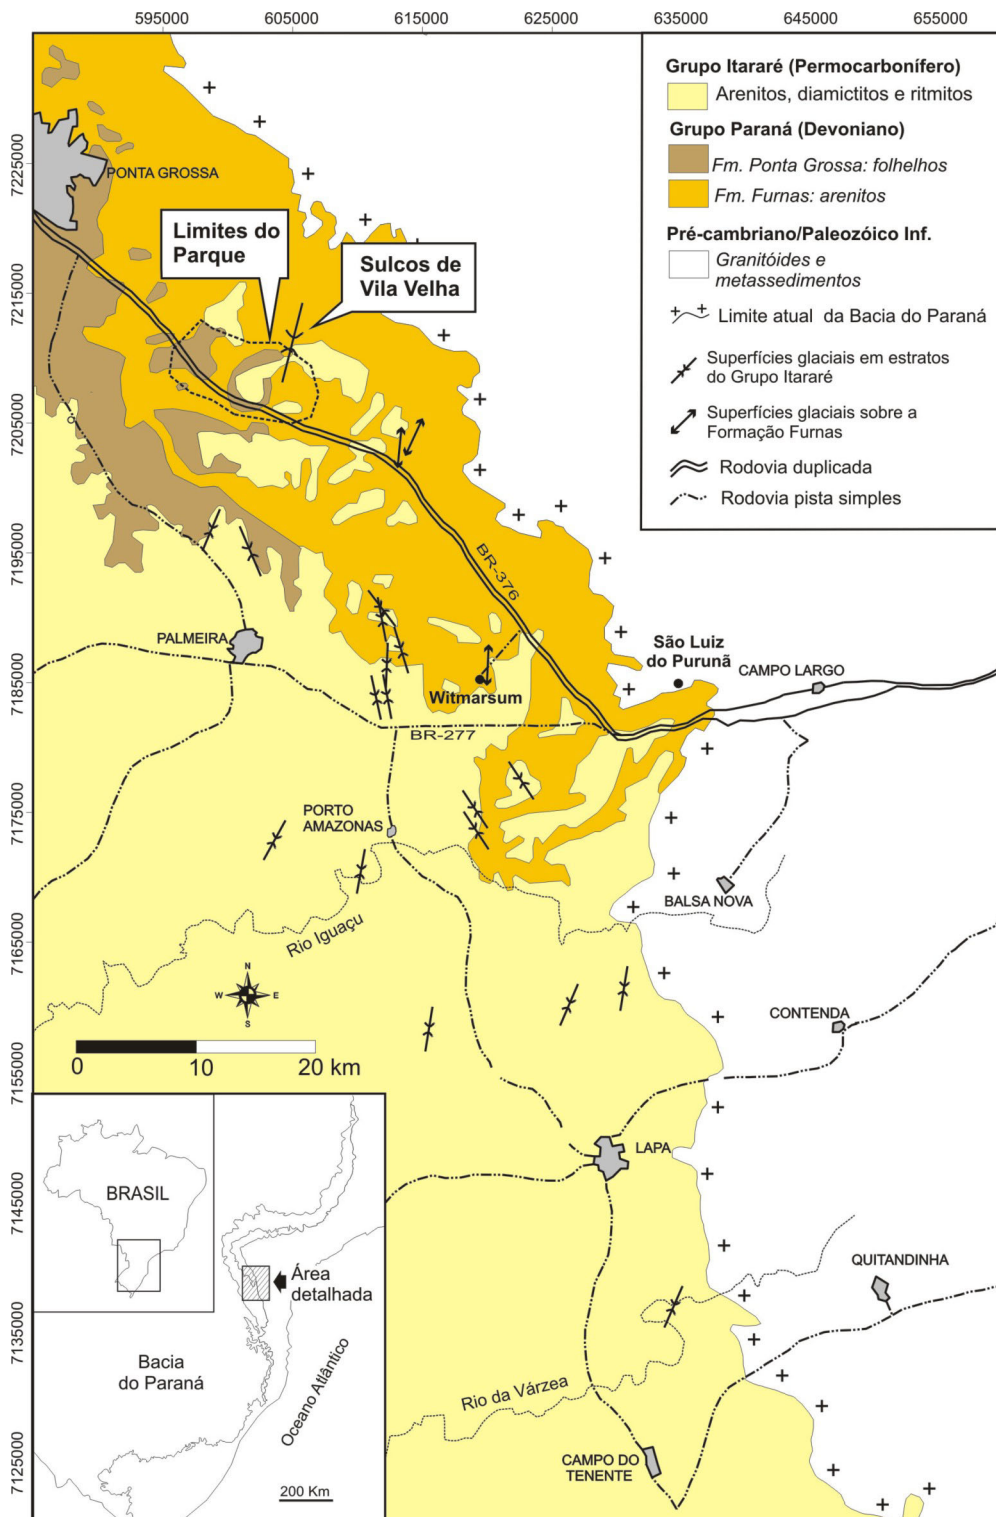 595000 605000 615000 625000 635000 645000 655000
Grupo Itararé (Permocarbonífero)
Arenitos, diamictitos e ritmitos
Grupo Paraná (Devoniano)
Fm. Ponta Grossa: folhelhos
Fm. Furnas: arenitos
Pré-cambriano/Paleozóico Inf.
Granitóides e
metassedimentos
Limite atual da Bacia do Paraná
Superfícies glaciais em estratos
do Grupo Itararé
Superfícies glaciais sobre a
Formação Furnas
Rodovia duplicada
Rodovia pista simples
7225000
7215000
7205000
7195000
7185000
7175000
7165000
7155000
7145000
7135000
7125000
PONTA GROSSA
Limites do
Parque
Sulcos de
Vila Velha
BR-376
PALMEIRA
Witmarsum
São Luiz
do Purunã
CAMPO LARGO
BR-277
PORTO
AMAZONAS
BALSA NOVA
Rio Iguaçu
N
W E
S
CONTENDA
0 10 20 km
LAPA
BRASIL
Área
detalhada
QUITANDINHA
Bacia
do Paraná
Oceano Atlântico
Rio da Várzea
CAMPO DO
TENENTE
200 Km